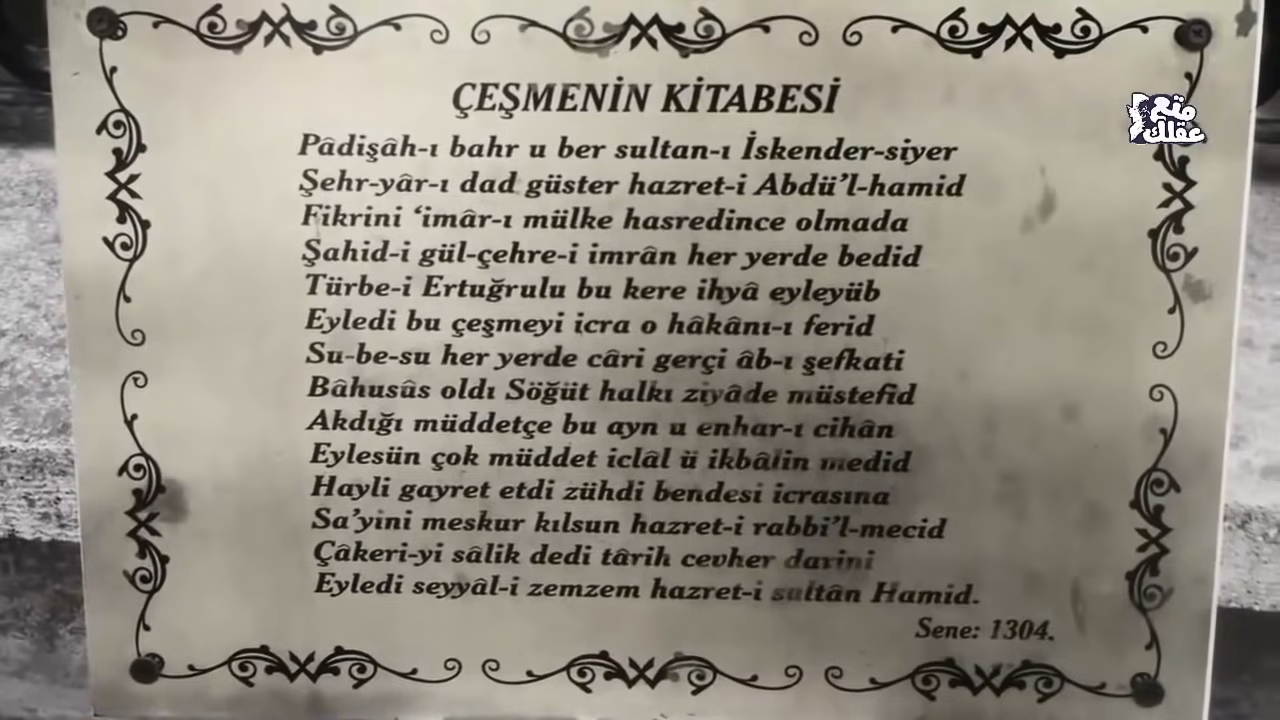 ÇEŞMENİN KİTABESİ
Pâdişâh-ı bahr u ber sultan-ı İskender-siyer
Şehr-yâr-ı dad güster hazret-i Abdü'l-hamid
Fikrini ‘imâr-ı mülke hasredince olmada
Şahid-i gül-çehre-i imrân her yerde bedid
Türbe-i Ertuğrulu bu kere ihyâ eyleyüb
Eyledi bu çeşmeyi icra o hâkânı-ı ferid
Su-be-su her yerde câri gerçi âb-ı şefkati
Bâhusûs oldı Söğüt halkı ziyâde müstefid
Akdığı müddetçe bu ayn u enhar-ı cihân
Eylesün çok müddet iclâl ü ikbâlin medid
Hayli gayret etdi zühdi bendesi icrasına
Sa'yini meskur kılsun hazret-i rabbi'l-mecid
Çâkeri-yi sâlik dedi târih cevher darini
Eyledi seyyâl-i zemzem hazret-i sultân Hamid.
Sene: 1304.
متع
عقلك